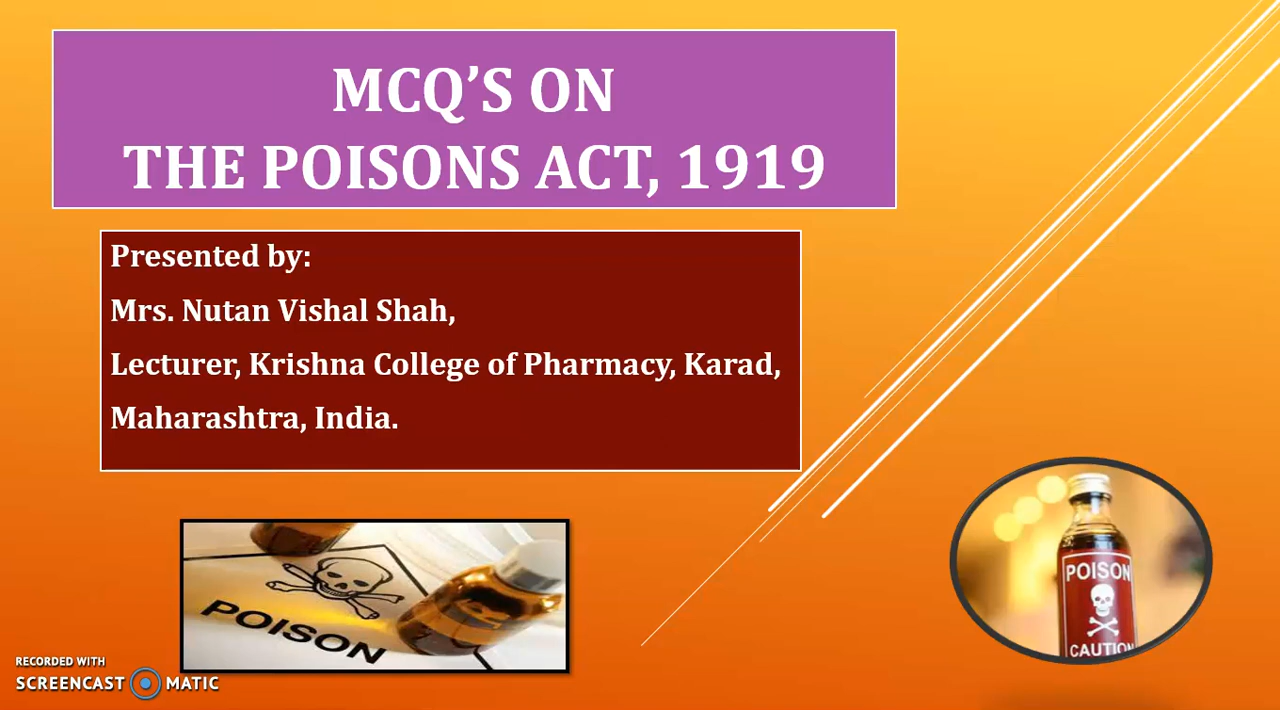 MCQ’S ON
THE POISONS ACT, 1919
Presented by:
Mrs. Nutan Vishal Shah,
Lecturer, Krishna College of Pharmacy, Karad,
Maharashtra, India.
POISON
POISON
CAUTION
RECORDED WITH
SCREENCAST MATIC